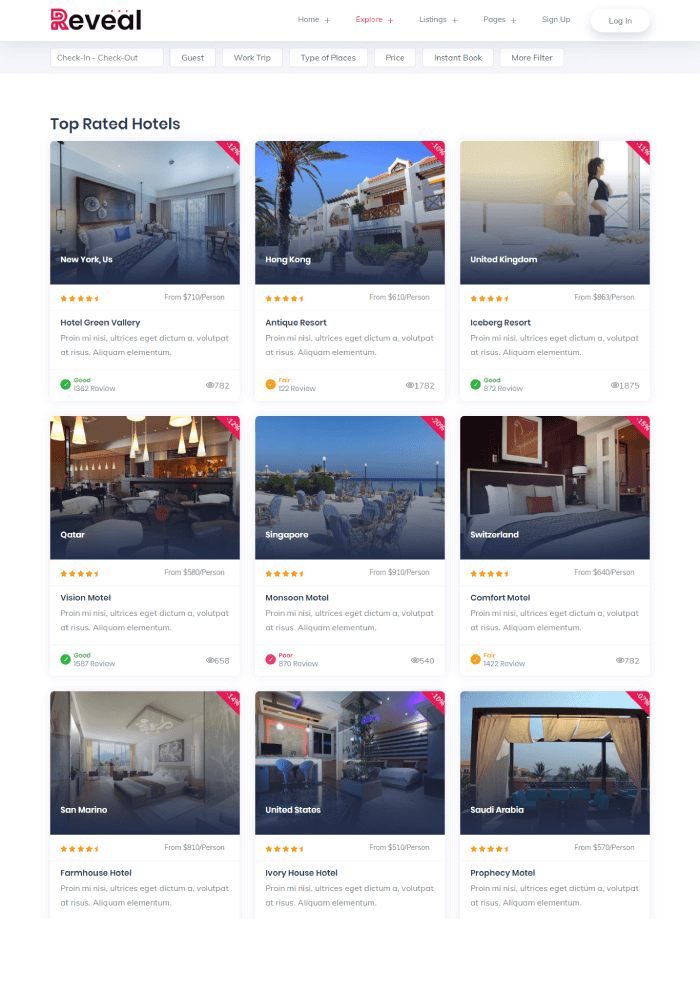 Reveal
Home + Explore + Listings + Pages + Sign Up Log In
Check-In - Check-Out Guest Work Trip Type of Places Price Instant Book More Filter
Top Rated Hotels
-12% -10% -11%
New York, Us Hong Kong United Kingdom
From $710/Person From $610/Person From $863/Person
Hotel Green Vallery Antique Resort Iceberg Resort
Proin mi nisi, ultrices eget dictum a, volutpat Proin mi nisi, ultrices eget dictum a, volutpat Proin mi nisi, ultrices eget dictum a, volutpat
at risus. Aliquam elementum. at risus. Aliquam elementum. at risus. Aliquam elementum.
Good Fair Good
1362 Review 782 122 Review 1782 872 Review 1875
-12% -20% -15%
Qatar Singapore Switzerland
From $580/Person From $910/Person From $640/Person
Vision Motel Monsoon Motel Comfort Motel
Proin mi nisi, ultrices eget dictum a, volutpat Proin mi nisi, ultrices eget dictum a, volutpat Proin mi nisi, ultrices eget dictum a, volutpat
at risus. Aliquam elementum. at risus. Aliquam elementum. at risus. Aliquam elementum.
Good Poor Fair
1587 Review 658 870 Review 540 1422 Review 782
-14% -10% -07%
San Marino United States Saudi Arabia
From $810/Person From $510/Person From $570/Person
Farmhouse Hotel Ivory House Hotel Prophecy Motel
Proin mi nisi, ultrices eget dictum a, volutpat Proin mi nisi, ultrices eget dictum a, volutpat Proin mi nisi, ultrices eget dictum a, volutpat
at risus. Aliquam elementum. at risus. Aliquam elementum. at risus. Aliquam elementum.